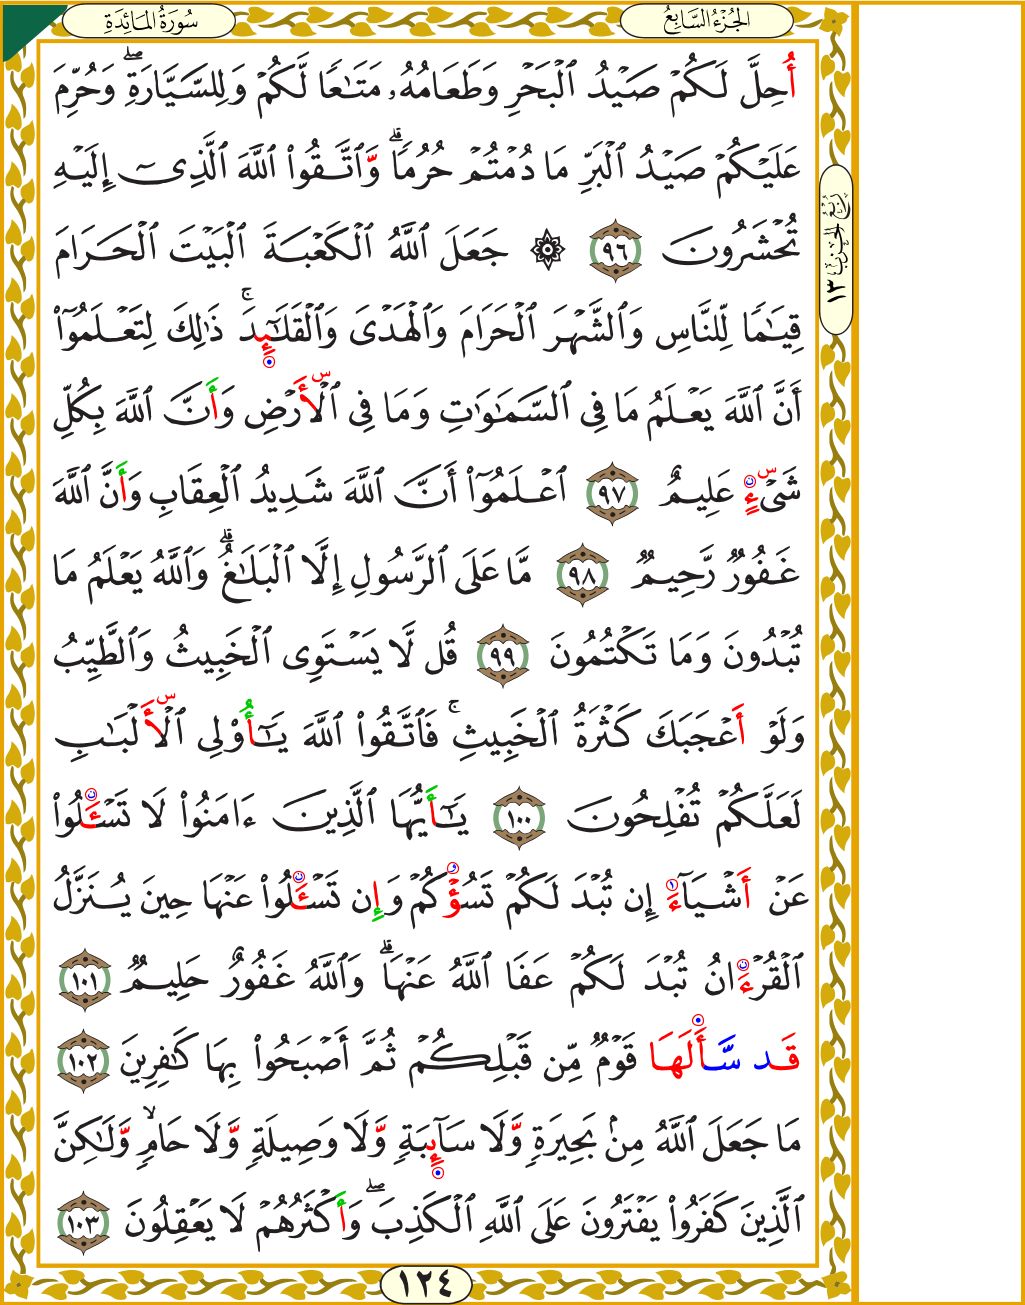 الجُزْءُ السَّابِعُ
سُورَةُ المَائِدَةِ
أُحِلَّ لَكُمْ صَيْدُ ٱلْبَحْرِ وَطَعَامُهُۥ مَتَـٰعًا لَّكُمْ وَلِلسَّيَّارَةِۖ وَحُرِّمَ
عَلَيْكُمْ صَيْدُ ٱلْبَرِّ مَا دُمْتُمْ حُرُمًاۗ وَّٱتَّقُوا۟ ٱللَّهَ ٱلَّذِىٓ إِلَيْهِ
تُحْشَرُونَ ٩٦ ۞ جَعَلَ ٱللَّهُ ٱلْكَعْبَةَ ٱلْبَيْتَ ٱلْحَرَامَ
قِيَـٰمًا لِّلنَّاسِ وَٱلشَّهْرَ ٱلْحَرَامَ وَٱلْهَدْىَ وَٱلْقَلَـٰٓئِدَۚ ذَٰلِكَ لِتَعْلَمُوٓا۟
أَنَّ ٱللَّهَ يَعْلَمُ مَا فِى ٱلسَّمَـٰوَٰتِ وَمَا فِى ٱلْأَرْضِ وَأَنَّ ٱللَّهَ بِكُلِّ
شَىْءٍ عَلِيمٌ ٩٧ ٱعْلَمُوٓا۟ أَنَّ ٱللَّهَ شَدِيدُ ٱلْعِقَابِ وَأَنَّ ٱللَّهَ
غَفُورٌ رَّحِيمٌ ٩٨ مَّا عَلَى ٱلرَّسُولِ إِلَّا ٱلْبَلَـٰغُۗ وَٱللَّهُ يَعْلَمُ مَا
تُبْدُونَ وَمَا تَكْتُمُونَ ٩٩ قُل لَّا يَسْتَوِى ٱلْخَبِيثُ وَٱلطَّيِّبُ
وَلَوْ أَعْجَبَكَ كَثْرَةُ ٱلْخَبِيثِۚ فَٱتَّقُوا۟ ٱللَّهَ يَـٰٓأُو۟لِى ٱلْأَلْبَـٰبِ
لَعَلَّكُمْ تُفْلِحُونَ ١٠٠ يَـٰٓأَيُّهَا ٱلَّذِينَ ءَامَنُوا۟ لَا تَسْـَٔلُوا۟
عَنْ أَشْيَآءَ إِن تُبْدَ لَكُمْ تَسُؤْكُمْ وَإِن تَسْـَٔلُوا۟ عَنْهَا حِينَ يُنَزَّلُ
ٱلْقُرْءَانُ تُبْدَ لَكُمْ عَفَا ٱللَّهُ عَنْهَاۗ وَٱللَّهُ غَفُورٌ حَلِيمٌ ١٠١
قَد سَّأَلَهَا قَوْمٌ مِّن قَبْلِكُمْ ثُمَّ أَصْبَحُوا۟ بِهَا كَـٰفِرِينَ ١٠٢
مَا جَعَلَ ٱللَّهُ مِنۢ بَحِيرَةٍ وَّلَا سَآئِبَةٍ وَّلَا وَصِيلَةٍ وَّلَا حَامٍۙ وَّلَـٰكِنَّ
ٱلَّذِينَ كَفَرُوا۟ يَفْتَرُونَ عَلَى ٱللَّهِ ٱلْكَذِبَۖ وَأَكْثَرُهُمْ لَا يَعْقِلُونَ ١٠٣
رُبْعُ الحِزْبِ ١٣
١٢٤